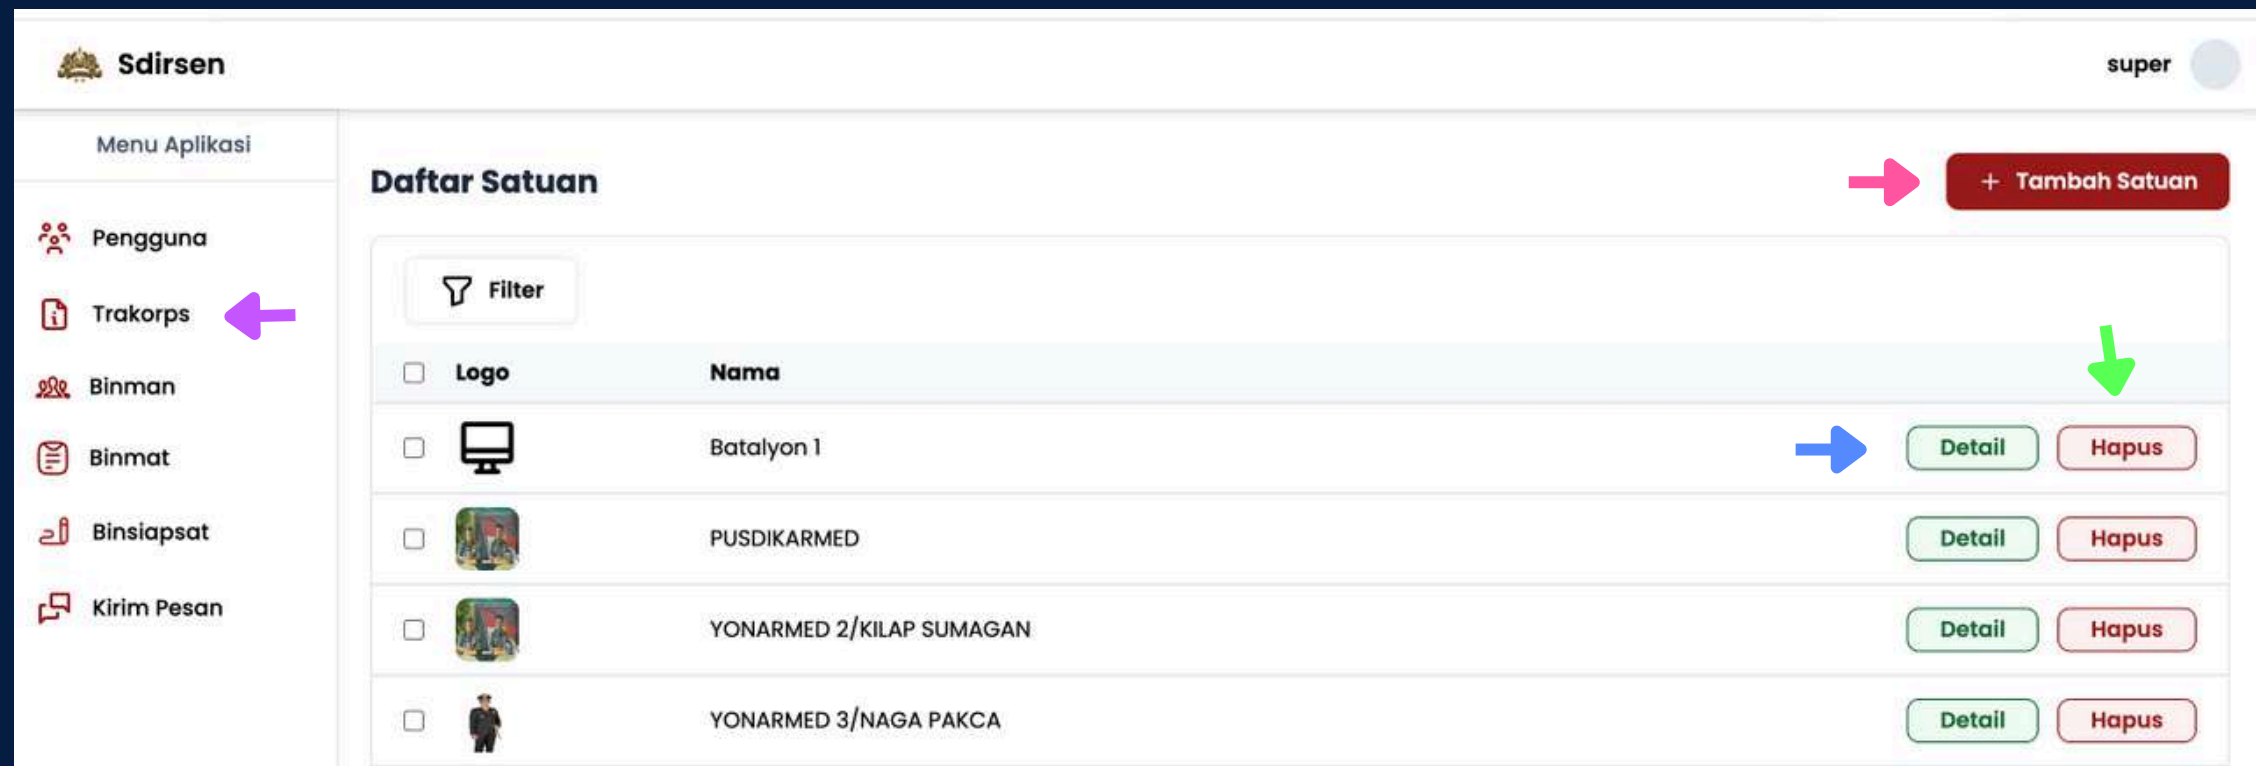 Sdirsen
super
Menu Aplikasi
Pengguna
Trakorps
Binman
Binmat
Binsiapsat
Kirim Pesan
Daftar Satuan
+ Tambah Satuan
Filter
Logo Nama
Batalyon 1 Detail Hapus
PUSDIKARMED Detail Hapus
YONARMED 2/KILAP SUMAGAN Detail Hapus
YONARMED 3/NAGA PAKCA Detail Hapus